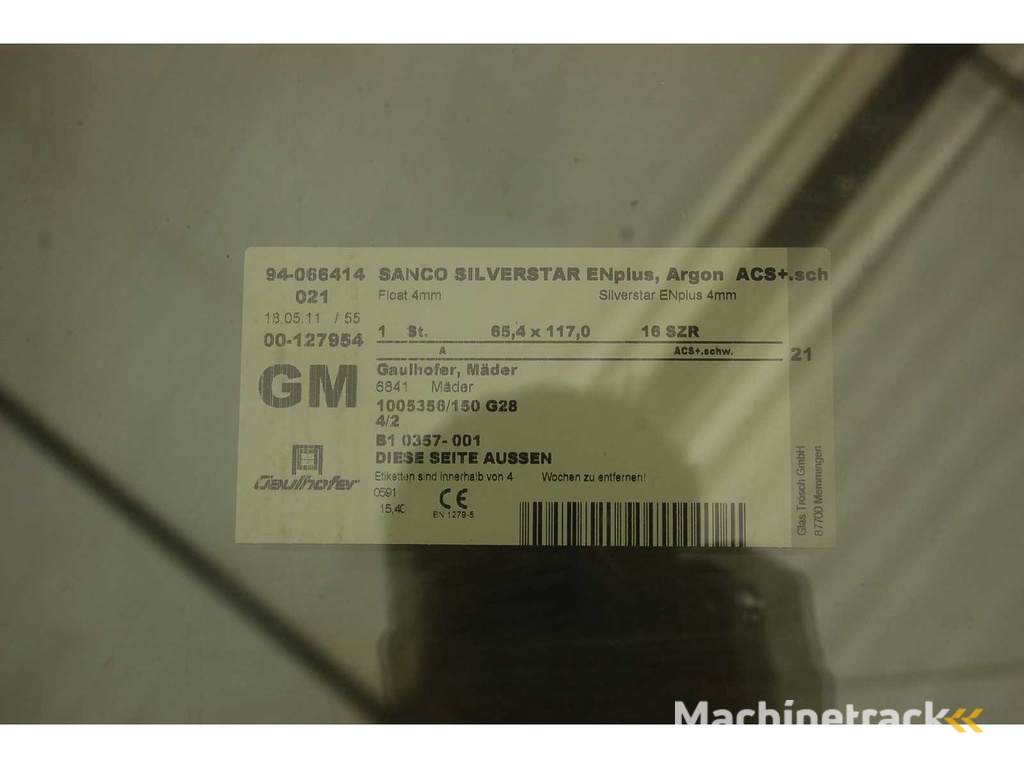 94-066414 SANCO SILVERSTAR ENplus, Argon ACS+.sch
021 Float 4mm Silverstar ENplus 4mm
18.05.11 / 55
1 St. 65,4 x 117,0 16 SZR
00-127954
A ACS+.schw.
21
GM
Gaulhofer, Mäder
6841 Mäder
1005356/150 G28
4/2
B1 0357-001
DIESE SEITE AUSSEN
Gaulhofer
Etiketten sind innerhalb von 4 Wochen zu entfernen!
0591
15,40 CE
EN 1279-5
Glas Trösch GmbH
87700 Memmingen
Machinetrack